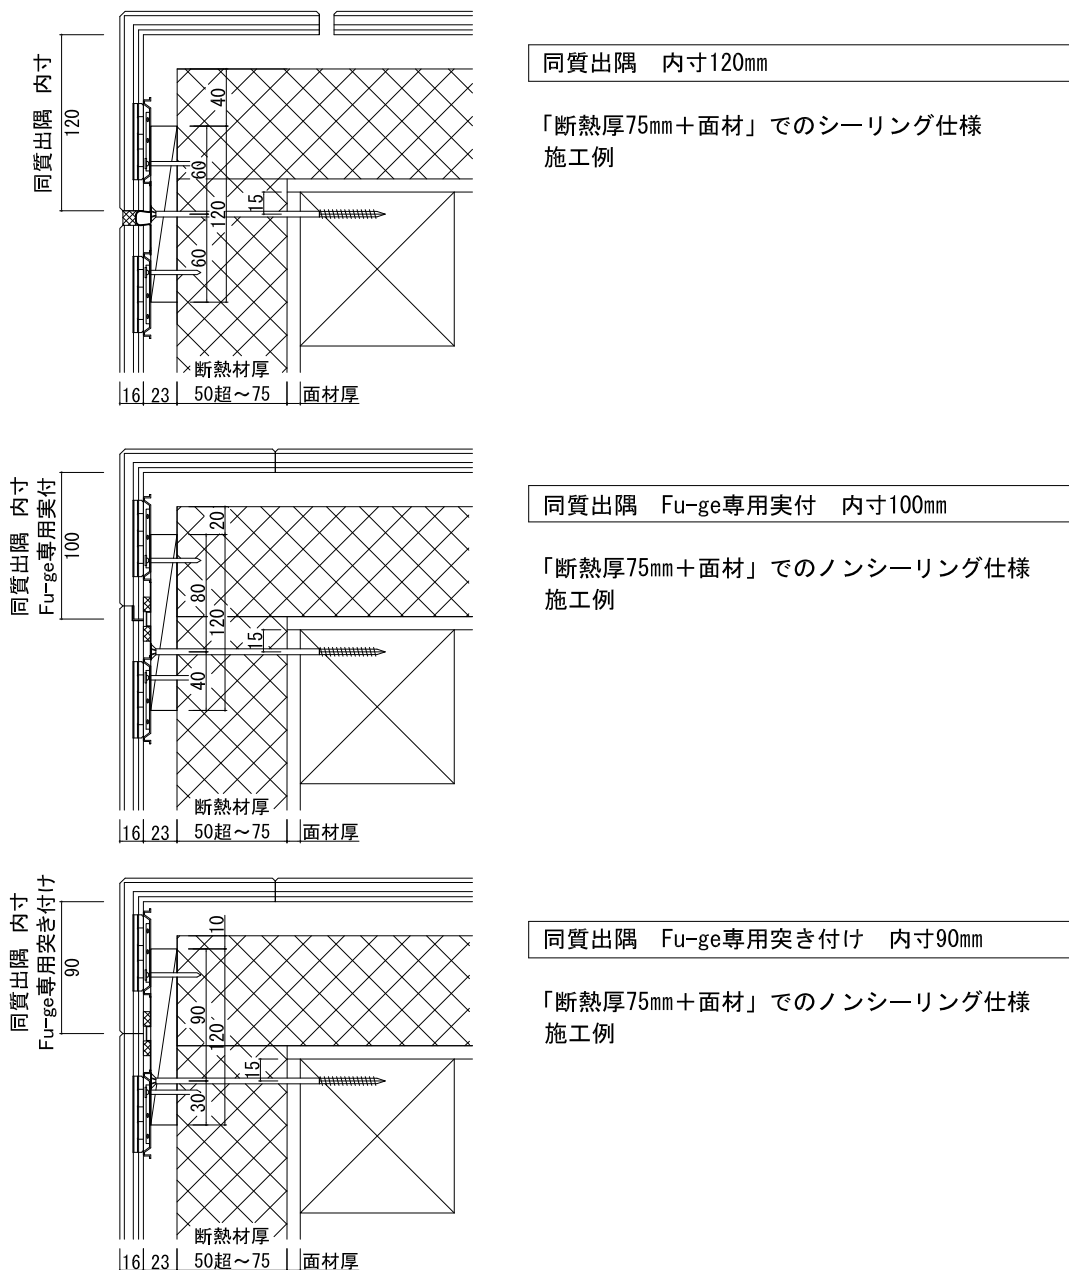 同質出隅 内寸
120
40
60
120
60
15
断熱材厚
16 23 50超～75 面材厚
同質出隅 内寸120mm
「断熱厚75mm＋面材」でのシーリング仕様
施工例
同質出隅 内寸
Fu-ge専用実付
100
20
80
120
40
15
断熱材厚
16 23 50超～75 面材厚
同質出隅 Fu-ge専用実付 内寸100mm
「断熱厚75mm＋面材」でのノンシーリング仕様
施工例
同質出隅 内寸
Fu-ge専用突き付け
90
10
90
120
30
15
断熱材厚
16 23 50超～75 面材厚
同質出隅 Fu-ge専用突き付け 内寸90mm
「断熱厚75mm＋面材」でのノンシーリング仕様
施工例